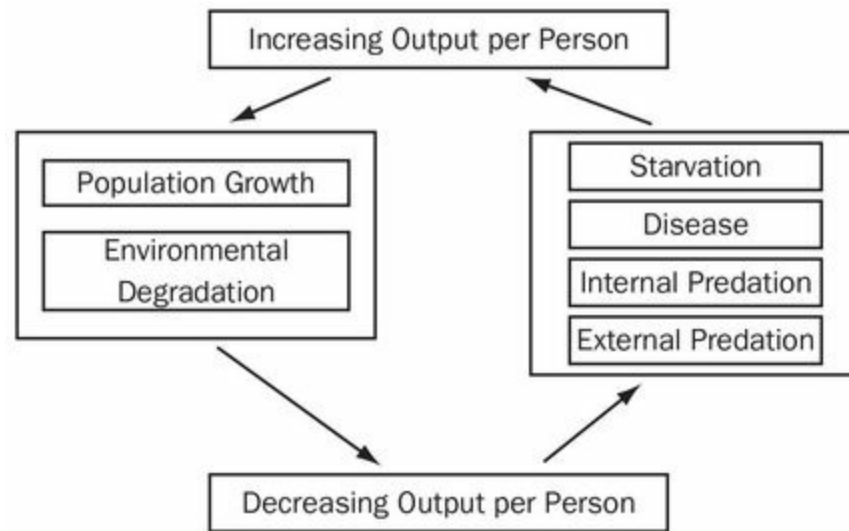 Increasing Output per Person
Population Growth
Environmental
Degradation
Starvation
Disease
Internal Predation
External Predation
Decreasing Output per Person